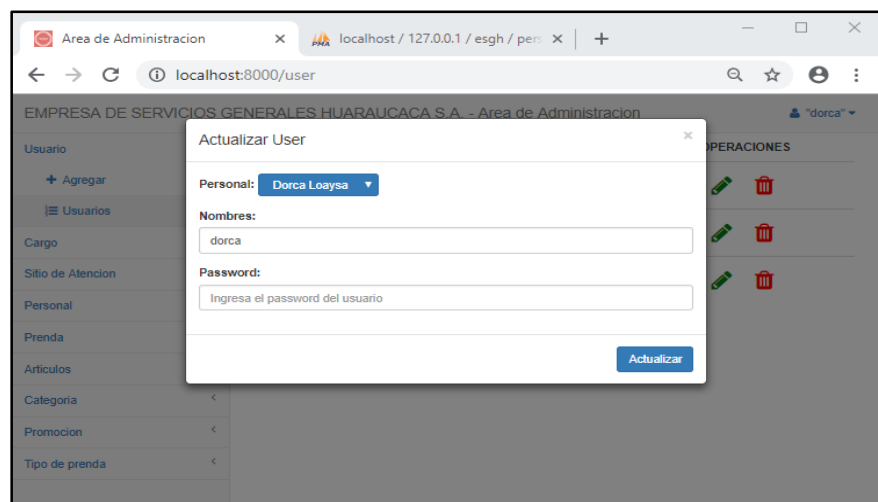 Area de Administracion
localhost / 127.0.0.1 / esgh / pers
localhost:8000/user
EMPRESA DE SERVICIOS GENERALES HUARAUCACA S.A. - Area de Administracion
"dorca"
Usuario
Agregar
Usuarios
Cargo
Sitio de Atencion
Personal
Prenda
Articulos
Categoria
Promocion
Tipo de prenda
OPERACIONES
Actualizar User
×
Personal: Dorca Loaysa
Nombres:
dorca
Password:
Ingresa el password del usuario
Actualizar